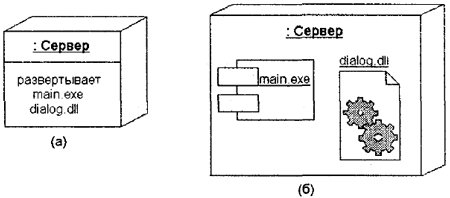 : Сервер
развертывает
main.exe
dialog.dll
(а)
: Сервер
main.exe
dialog.dll
(б)